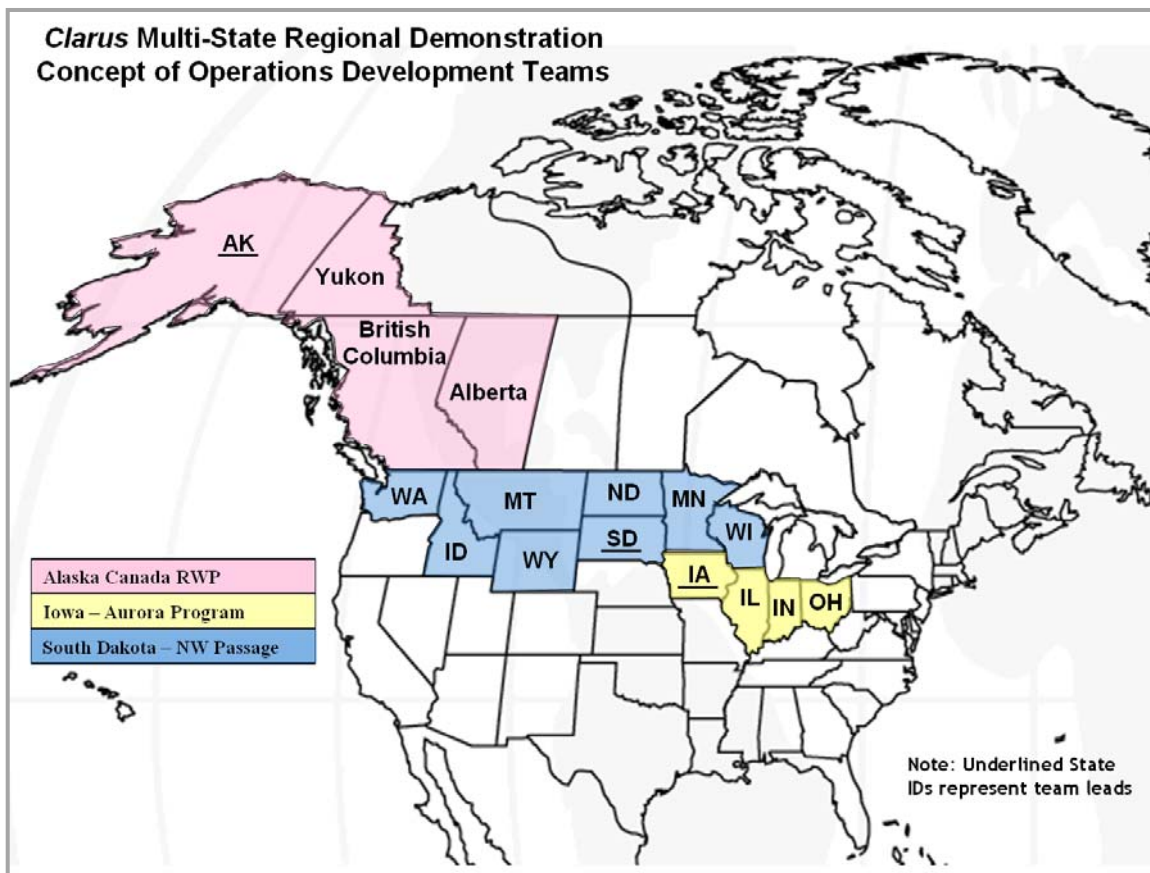 Clarus Multi-State Regional Demonstration
Concept of Operations Development Teams
AK
Yukon
British
Columbia
Alberta
WA
MT
ND
MN
ID
WY
SD
WI
IA
IL
IN
OH
Alaska Canada RWP
Iowa – Aurora Program
South Dakota – NW Passage
Note: Underlined State
IDs represent team leads